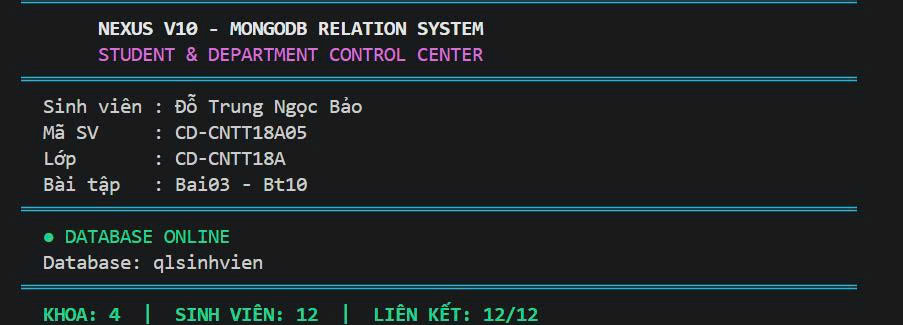 NEXUS V10 - MONGODB RELATION SYSTEM
STUDENT & DEPARTMENT CONTROL CENTER
Sinh viên : Đỗ Trung Ngọc Bảo
Mã SV : CD-CNTT18A05
Lớp : CD-CNTT18A
Bài tập : Bai03 - Bt10
● DATABASE ONLINE
Database: qlsinhvien
KHOA: 4 | SINH VIÊN: 12 | LIÊN KẾT: 12/12